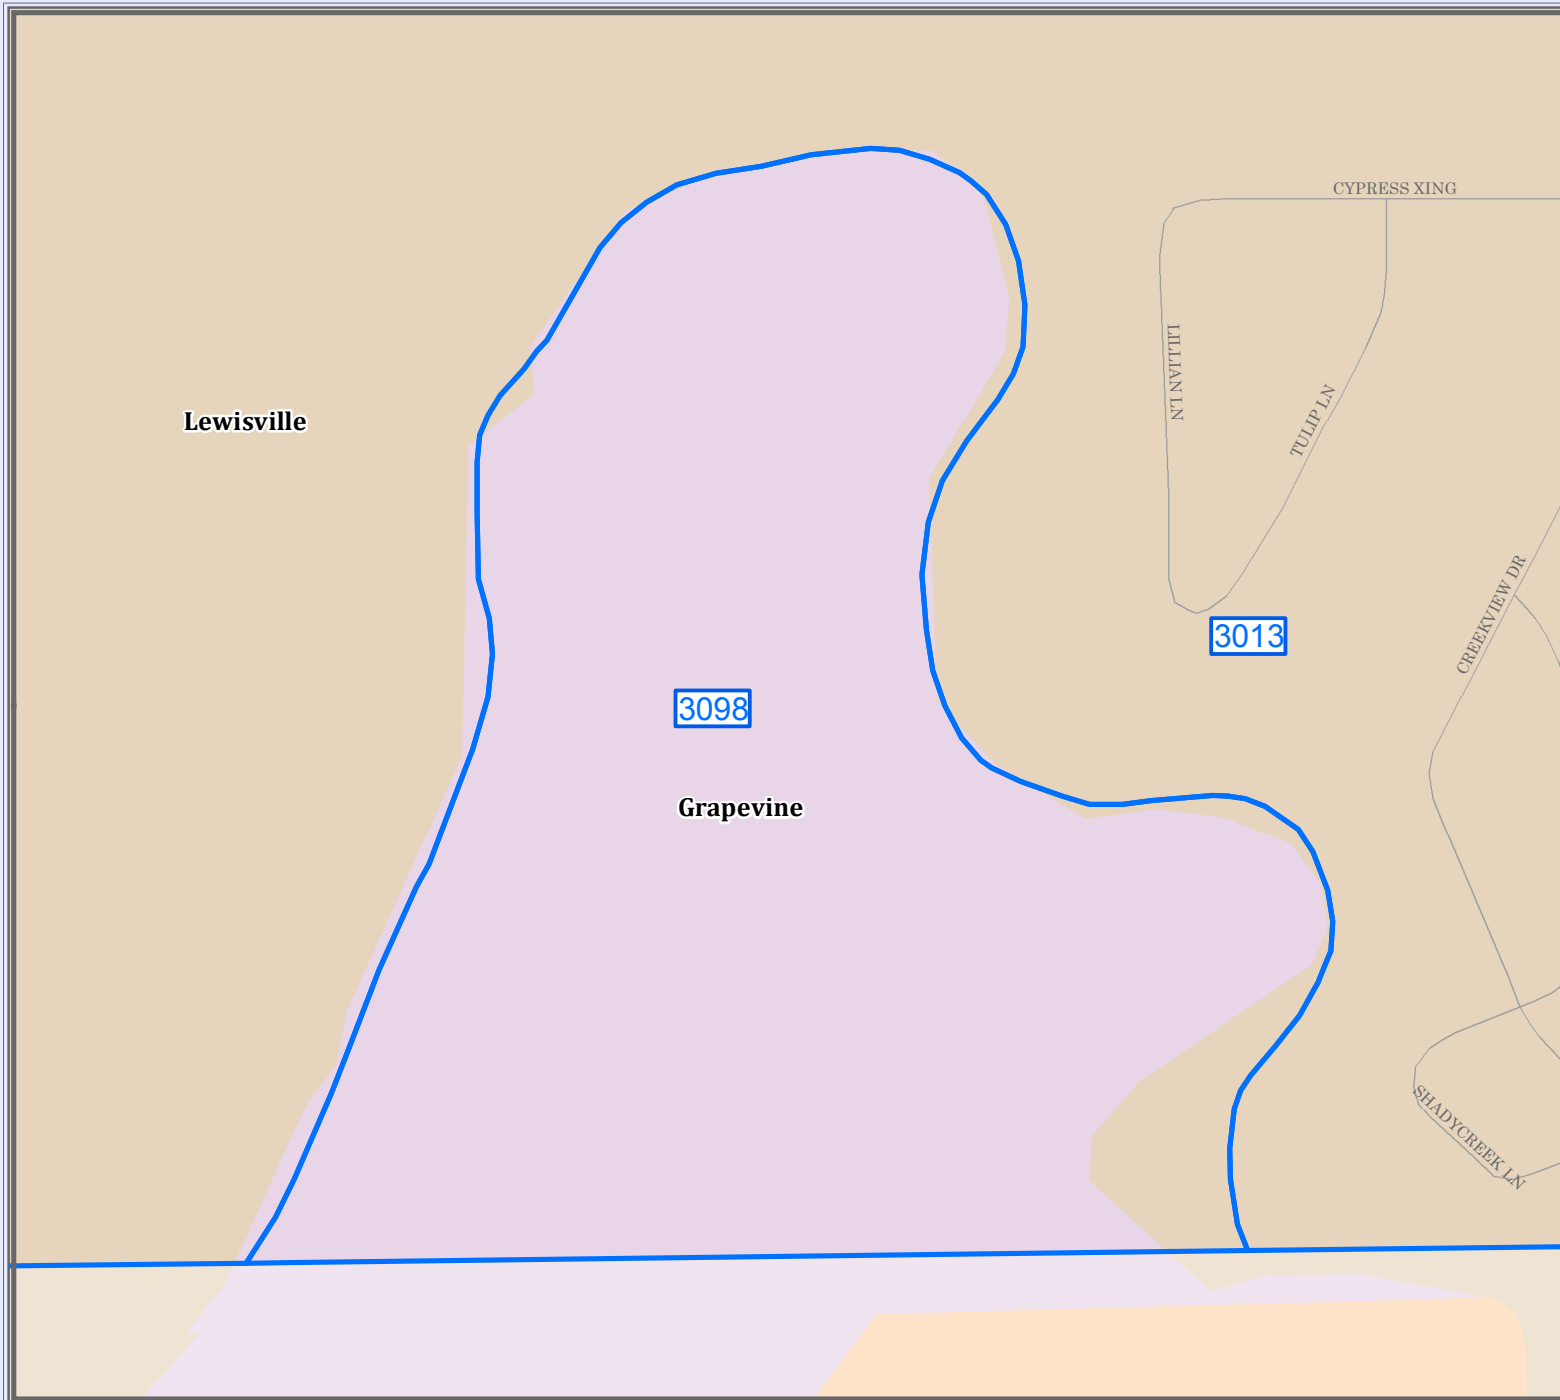 CYPRESS XING
LILLIAN LN
TULIP LN
Lewisville
CREEKVIEW DR
3013
3098
Grapevine
SHADYCREEK LN